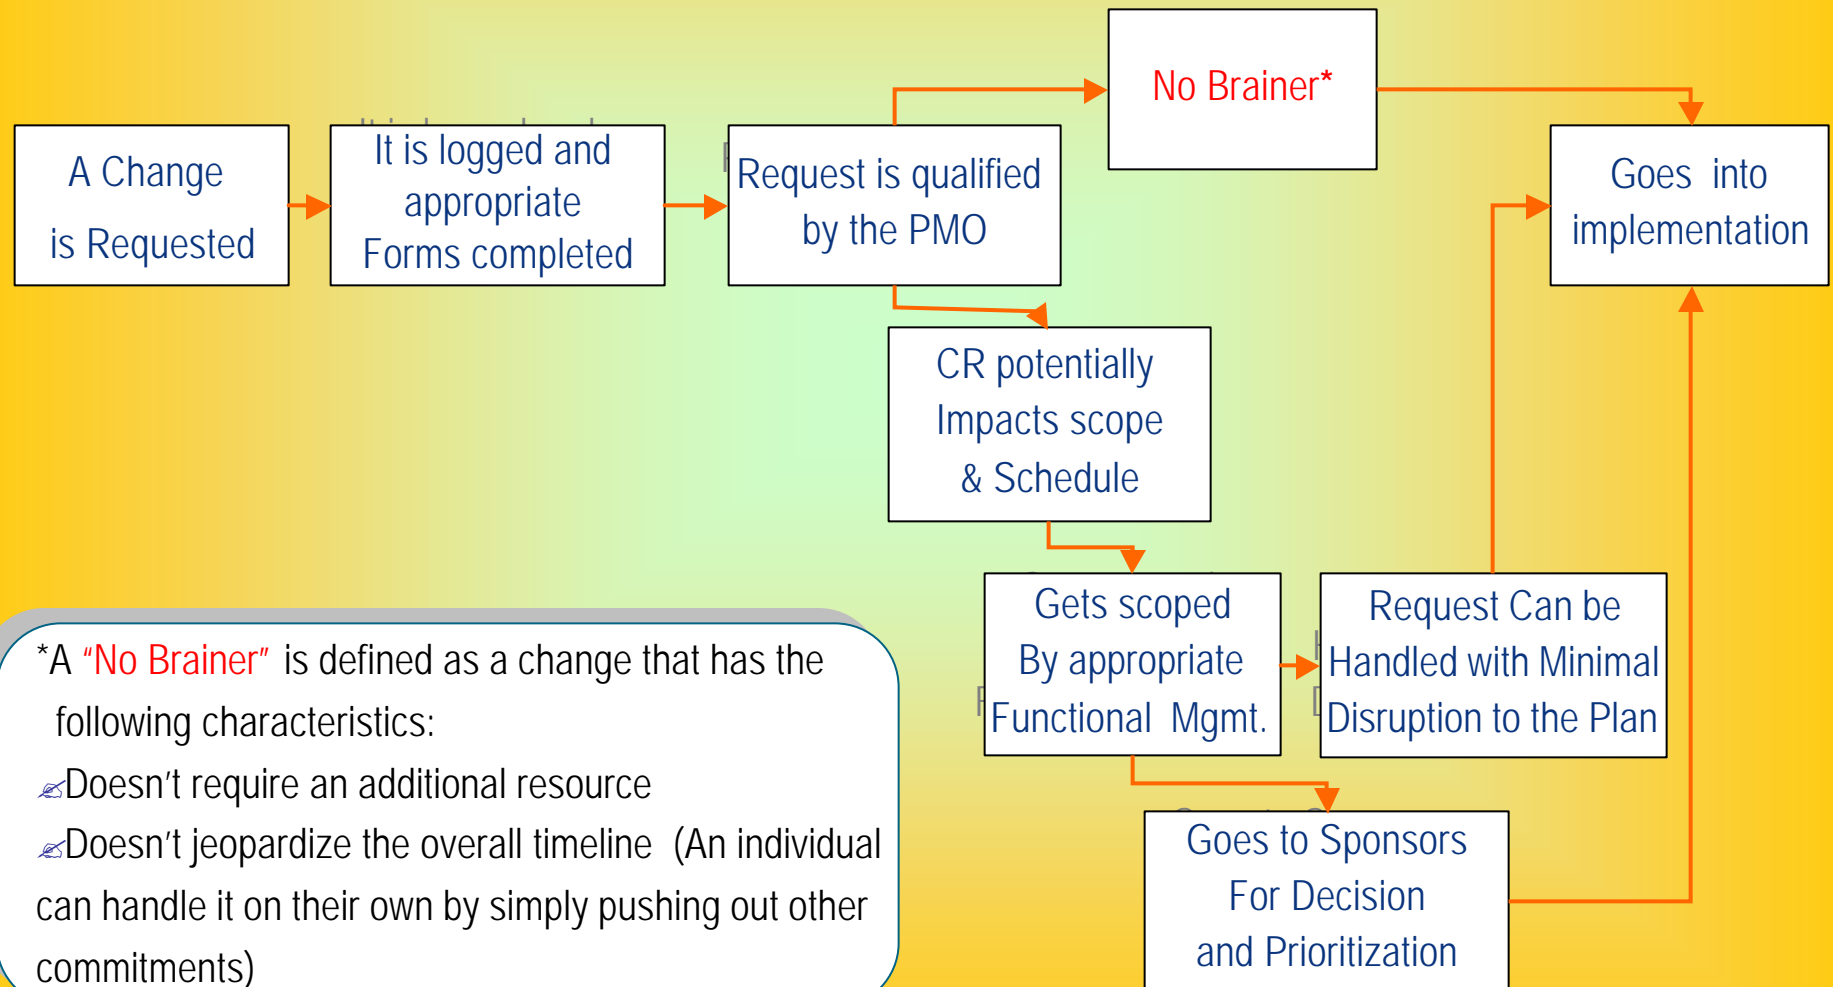 No Brainer*
A Change
is Requested
It is logged and
appropriate
Forms completed
Request is qualified
by the PMO
Goes into
implementation
CR potentially
Impacts scope
& Schedule
Gets scoped
By appropriate
Functional Mgmt.
Request Can be
Handled with Minimal
Disruption to the Plan
Goes to Sponsors
For Decision
and Prioritization
*A "No Brainer" is defined as a change that has the
following characteristics:
Doesn't require an additional resource
Doesn't jeopardize the overall timeline (An individual
can handle it on their own by simply pushing out other
commitments)